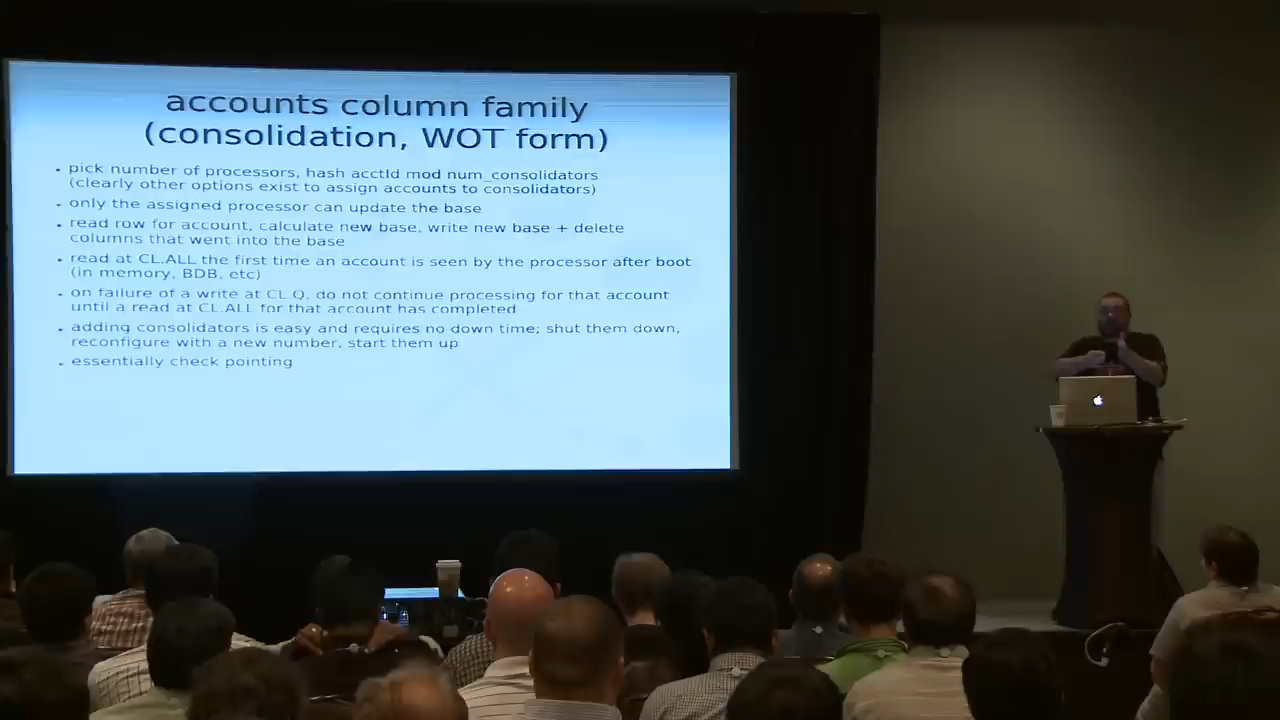 accounts column family
(consolidation, WOT form)
pick number of processors, hash acctId mod num_consolidators
(clearly other options exist to assign accounts to consolidators)
only the assigned processor can update the base
read row for account, calculate new base, write new base + delete
columns that went into the base
read at CL.ALL the first time an account is seen by the processor after boot
(in memory, BDB, etc)
on failure of a write at CL.Q, do not continue processing for that account
until a read at CL.ALL for that account has completed
adding consolidators is easy and requires no down time; shut them down,
reconfigure with a new number, start them up
essentially check pointing